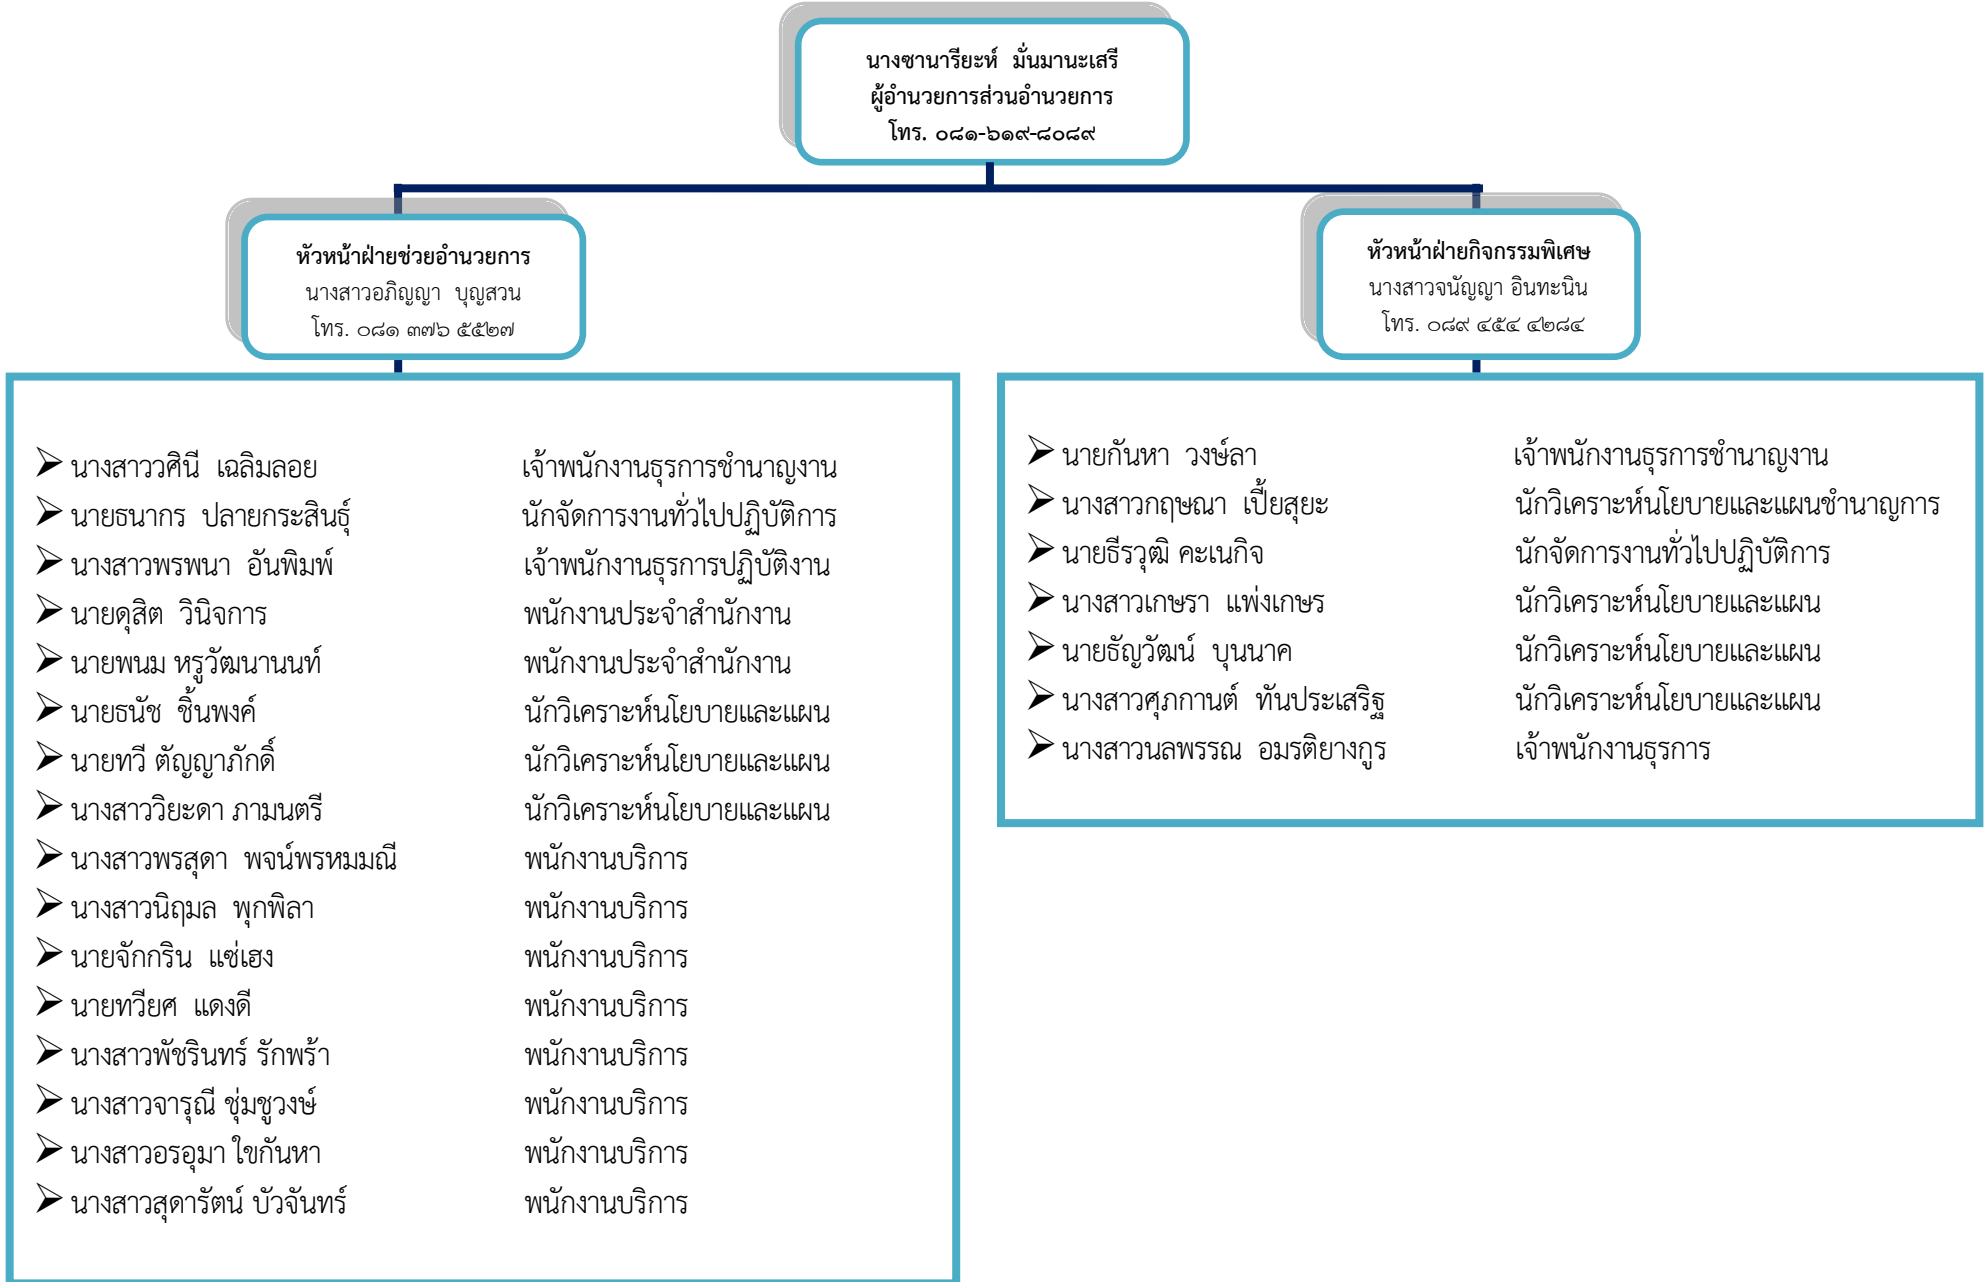 นางซานารียะห์  มั่นมานะเสรี
ผู้อำนวยการส่วนอำนวยการ
โทร. ๐๘๑-๖๑๙-๘๐๘๙
หัวหน้าฝ่ายช่วยอำนวยการ
นางสาวอภิญญา  บุญสวน
โทร. ๐๘๑ ๓๗๖ ๕๕๒๗
หัวหน้าฝ่ายกิจกรรมพิเศษ
นางสาวจนัญญา อินทะนิน
โทร. ๐๘๙ ๔๕๔ ๔๒๘๔
➢ นางสาววศินี  เฉลิมลอย  เจ้าพนักงานธุรการชำนาญงาน
➢ นายธนากร  ปลายกระสินธุ์  นักจัดการงานทั่วไปปฏิบัติการ
➢ นางสาวพรพนา  อันพิมพ์  เจ้าพนักงานธุรการปฏิบัติงาน
➢ นายดุสิต  วินิจการ  พนักงานประจำสำนักงาน
➢ นายพนม หรูวัฒนานนท์  พนักงานประจำสำนักงาน
➢ นายธนัช  ชิ้นพงค์  นักวิเคราะห์นโยบายและแผน
➢ นายทวี ตัญญาภักดิ์  นักวิเคราะห์นโยบายและแผน
➢ นางสาววิยะดา ภามนตรี  นักวิเคราะห์นโยบายและแผน
➢ นางสาวพรสุดา  พจน์พรหมมณี  พนักงานบริการ
➢ นางสาวนิฤมล  พุกพิลา  พนักงานบริการ
➢ นายจักกริน  แซ่เฮง  พนักงานบริการ
➢ นายทวียศ  แดงดี  พนักงานบริการ
➢ นางสาวพัชรินทร์ รักพร้า  พนักงานบริการ
➢ นางสาวจารุณี ชุ่มชูวงษ์  พนักงานบริการ
➢ นางสาวอรอุมา ใขกันหา  พนักงานบริการ
➢ นางสาวสุดารัตน์ บัวจันทร์  พนักงานบริการ
➢ นายกันหา  วงษ์ลา  เจ้าพนักงานธุรการชำนาญงาน
➢ นางสาวกฤษณา  เปี้ยสุยะ  นักวิเคราะห์นโยบายและแผนชำนาญการ
➢ นายธีรวุฒิ คะเนกิจ  นักจัดการงานทั่วไปปฏิบัติการ
➢ นางสาวเกษรา  แพ่งเกษร  นักวิเคราะห์นโยบายและแผน
➢ นายธัญวัฒน์  บุนนาค  นักวิเคราะห์นโยบายและแผน
➢ นางสาวศุภกานต์  ทันประเสริฐ  นักวิเคราะห์นโยบายและแผน
➢ นางสาวนลพรรณ  อมรติยางกูร  เจ้าพนักงานธุรการ